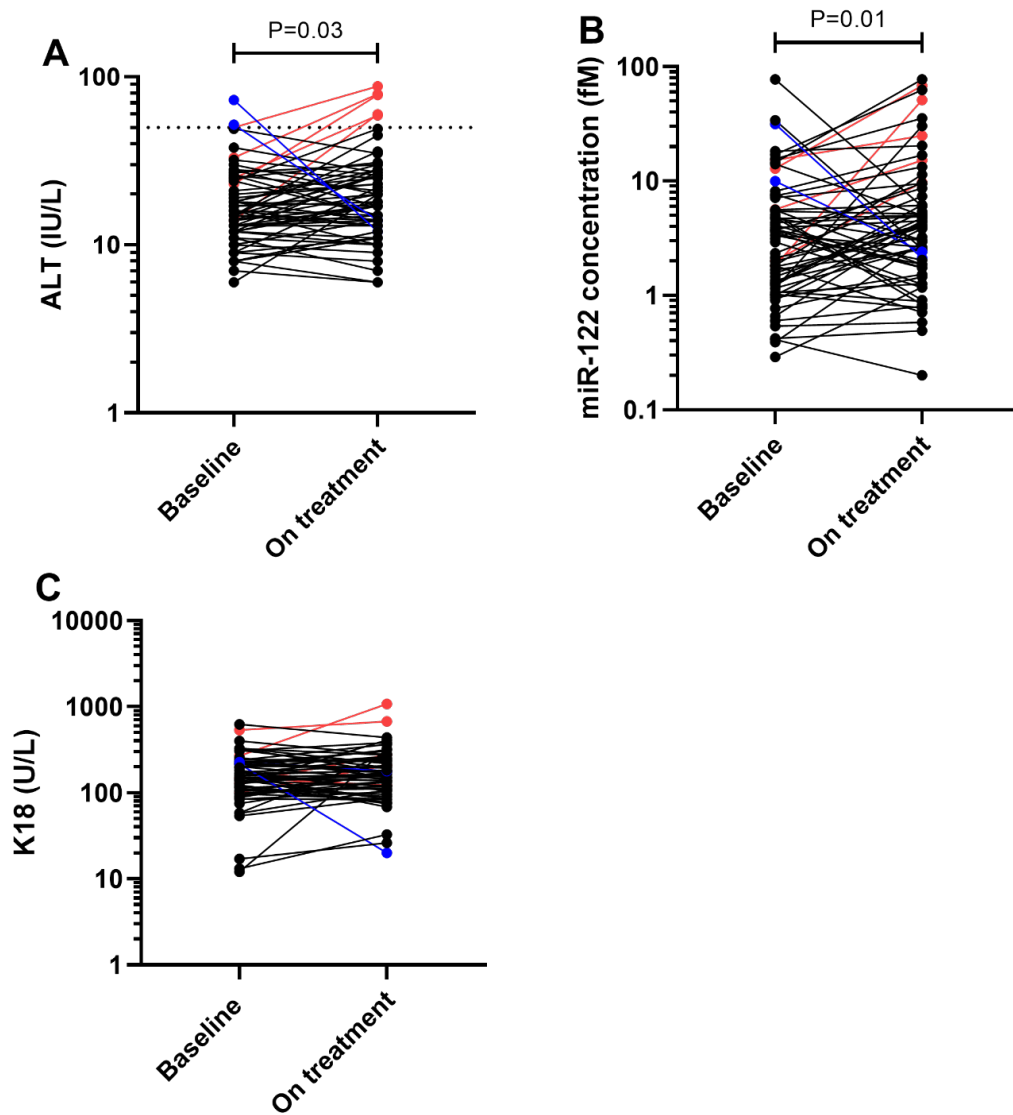 A
P=0.03
ALT (IU/L)
100
10
1
Baseline
On treatment
B
P=0.01
miR-122 concentration (fM)
100
10
1
0.1
Baseline
On treatment
C
K18 (U/L)
10000
1000
100
10
1
Baseline
On treatment